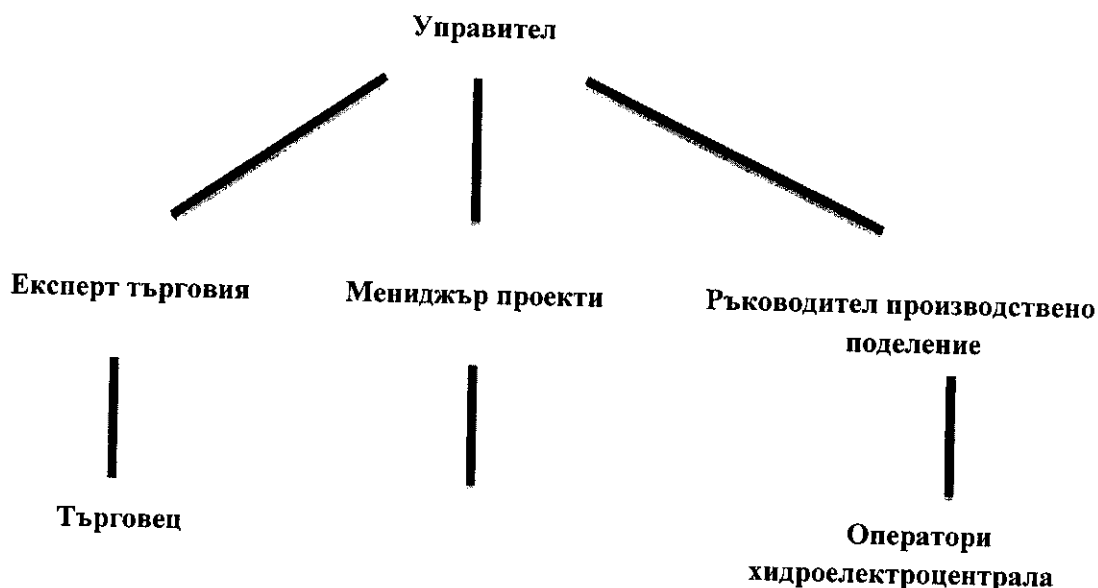 Управител
Експерт търговия
Мениджър проекти
Ръководител производствено
поделение
Търговец
Оператори
хидроелектроцентрала